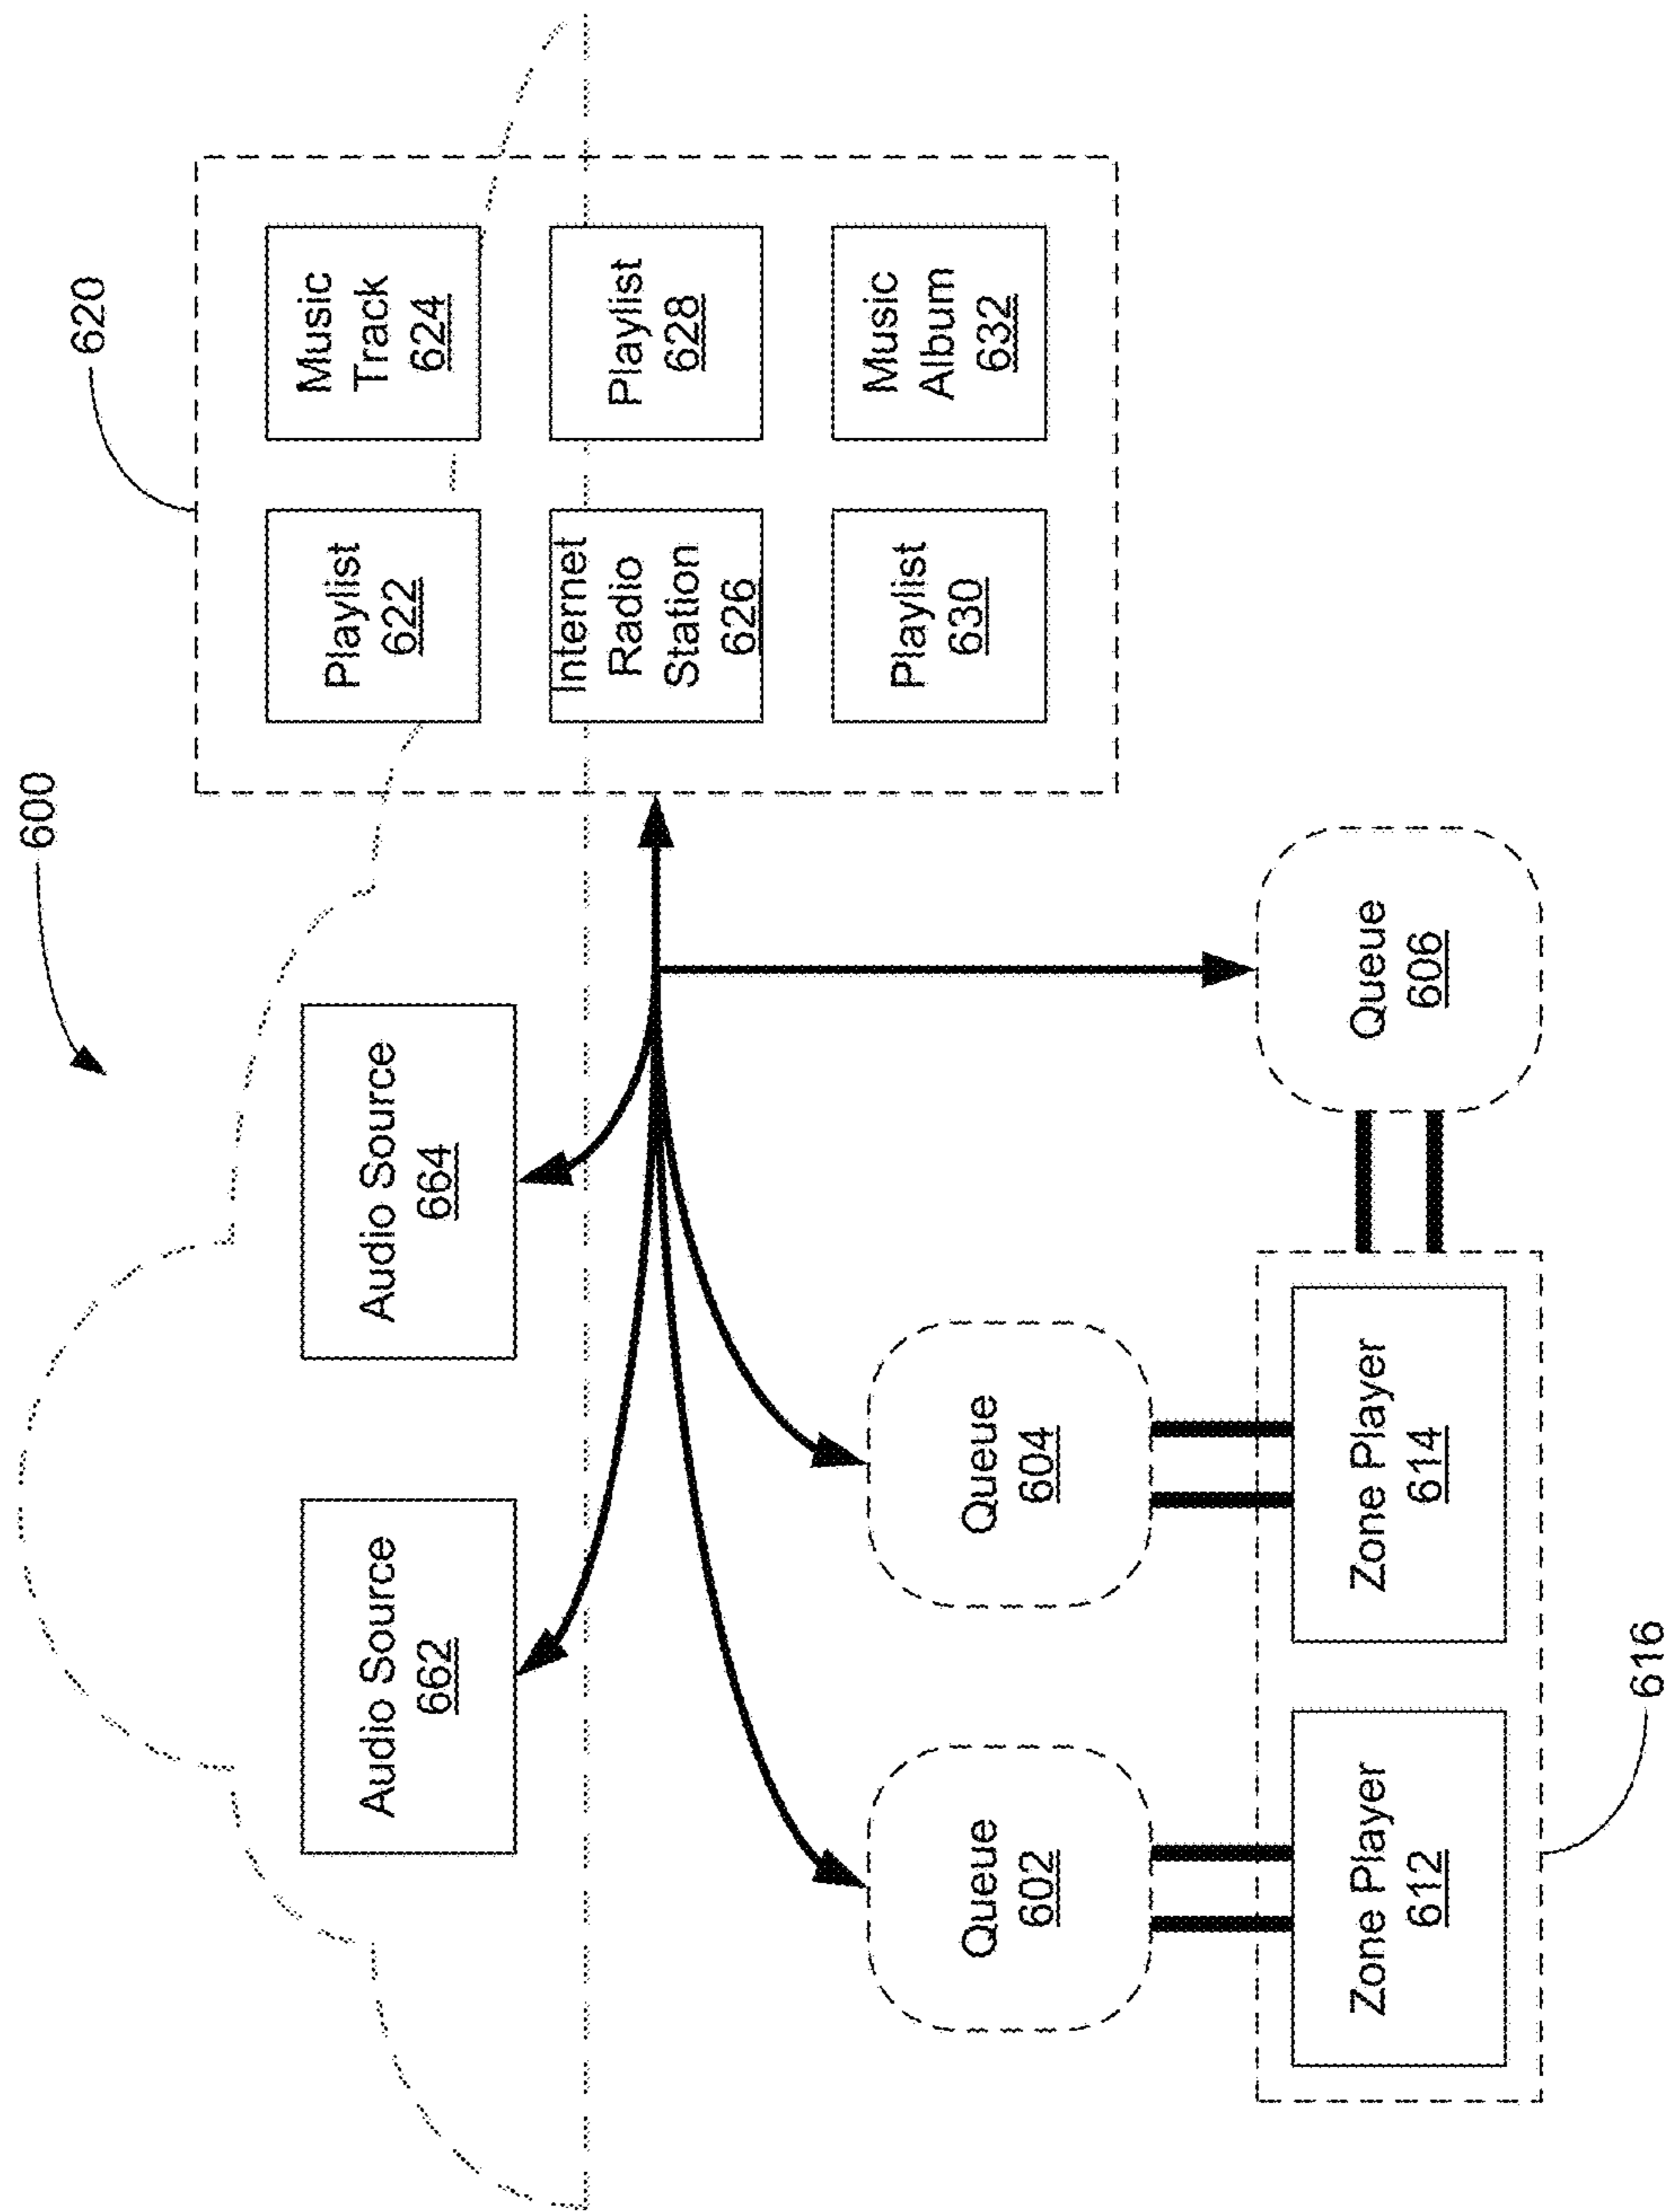 600
620
Audio Source
662
Audio Source
664
Playlist
622
Music
Track
624
Internet
Radio
Station
626
Playlist
628
Playlist
630
Music
Album
632
Queue
602
Queue
604
Queue
606
Zone Player
612
Zone Player
614
616